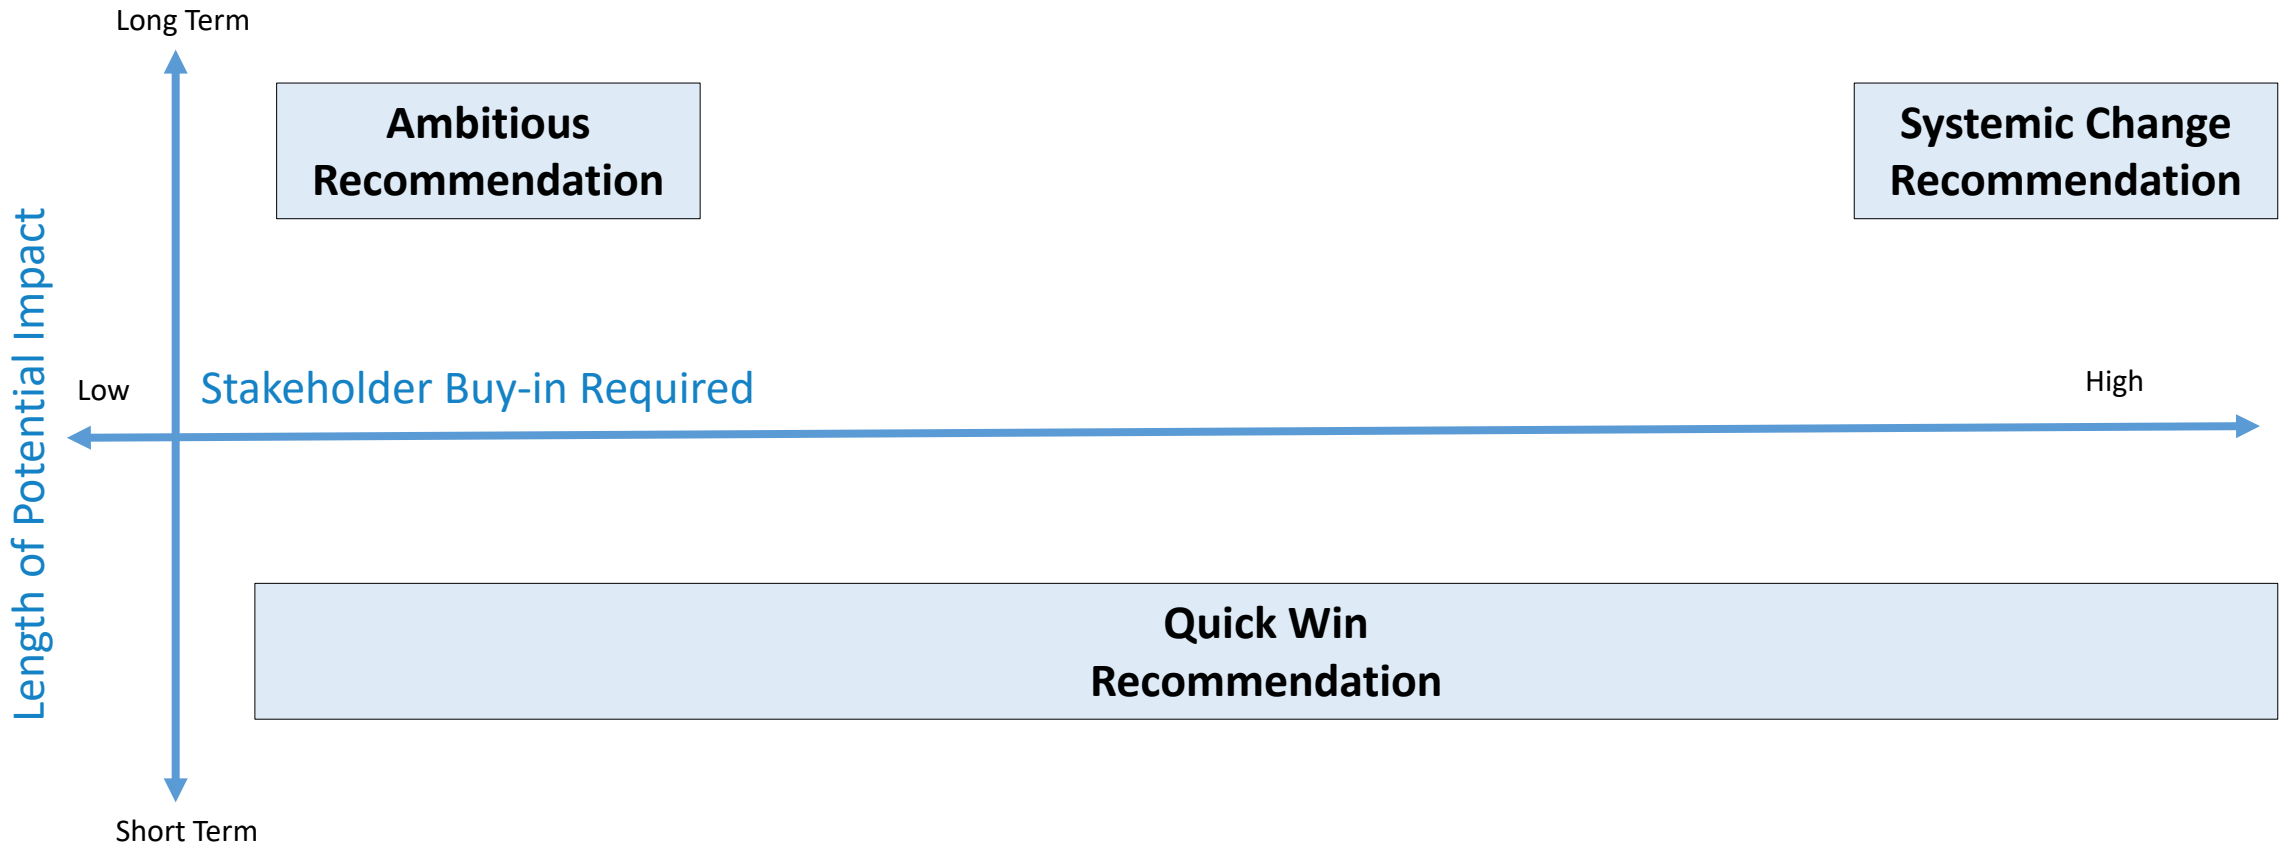 Long Term
Ambitious
Recommendation
Systemic Change
Recommendation
Length of Potential Impact
Low
Stakeholder Buy-in Required
High
Quick Win
Recommendation
Short Term